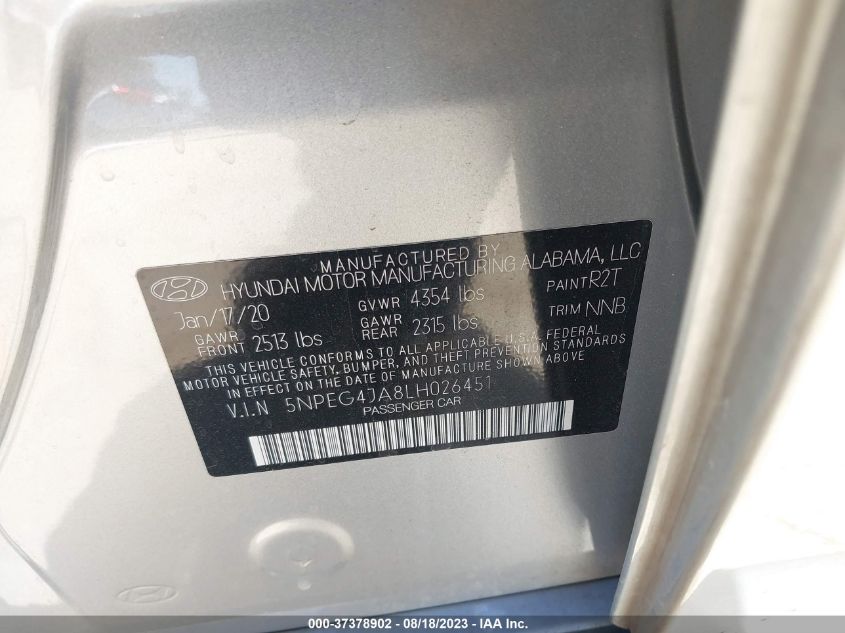 MANUFACTURED BY
HYUNDAI MOTOR MANUFACTURING ALABAMA, LLC
Jan/17/20 GVWR 4354 lbs PAINT R2T
GAWR FRONT 2513 lbs GAWR REAR 2315 lbs TRIM NNB
THIS VEHICLE CONFORMS TO ALL APPLICABLE U.S.A. FEDERAL
MOTOR VEHICLE SAFETY, BUMPER, AND THEFT PREVENTION STANDARDS
IN EFFECT ON THE DATE OF MANUFACTURE SHOWN ABOVE
V.I.N 5NPEG4JA8LH026451
PASSENGER CAR
000-37378902 - 08/18/2023 - IAA Inc.